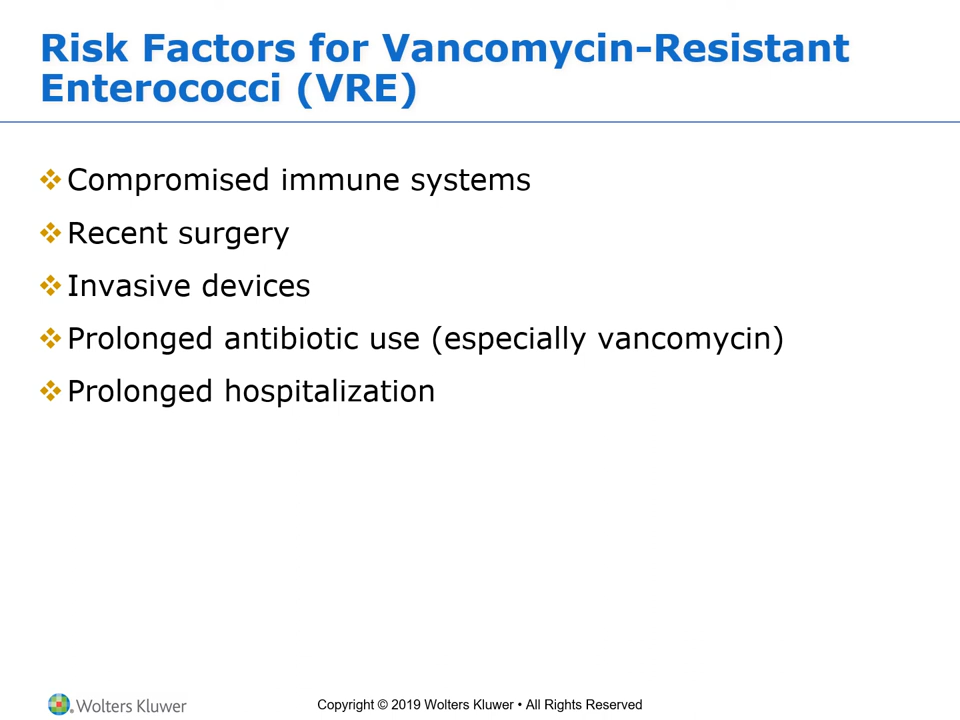 Risk Factors for Vancomycin-Resistant
Enterococci (VRE)
❖Compromised immune systems
❖Recent surgery
❖Invasive devices
❖Prolonged antibiotic use (especially vancomycin)
❖Prolonged hospitalization
Wolters Kluwer
Copyright © 2019 Wolters Kluwer • All Rights Reserved